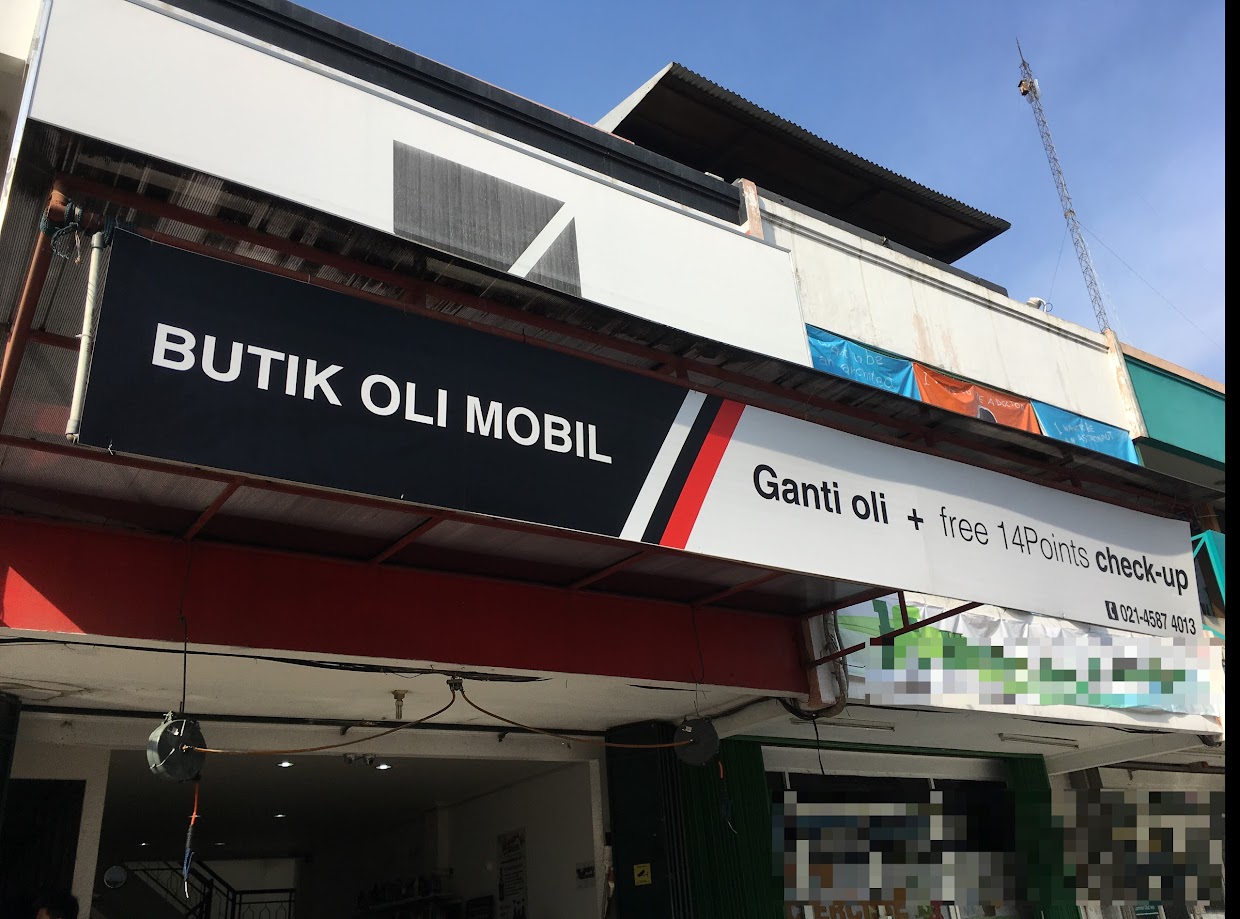 BUTIK OLI MOBIL
Ganti oli + free 14Points check-up
021-4587 4013